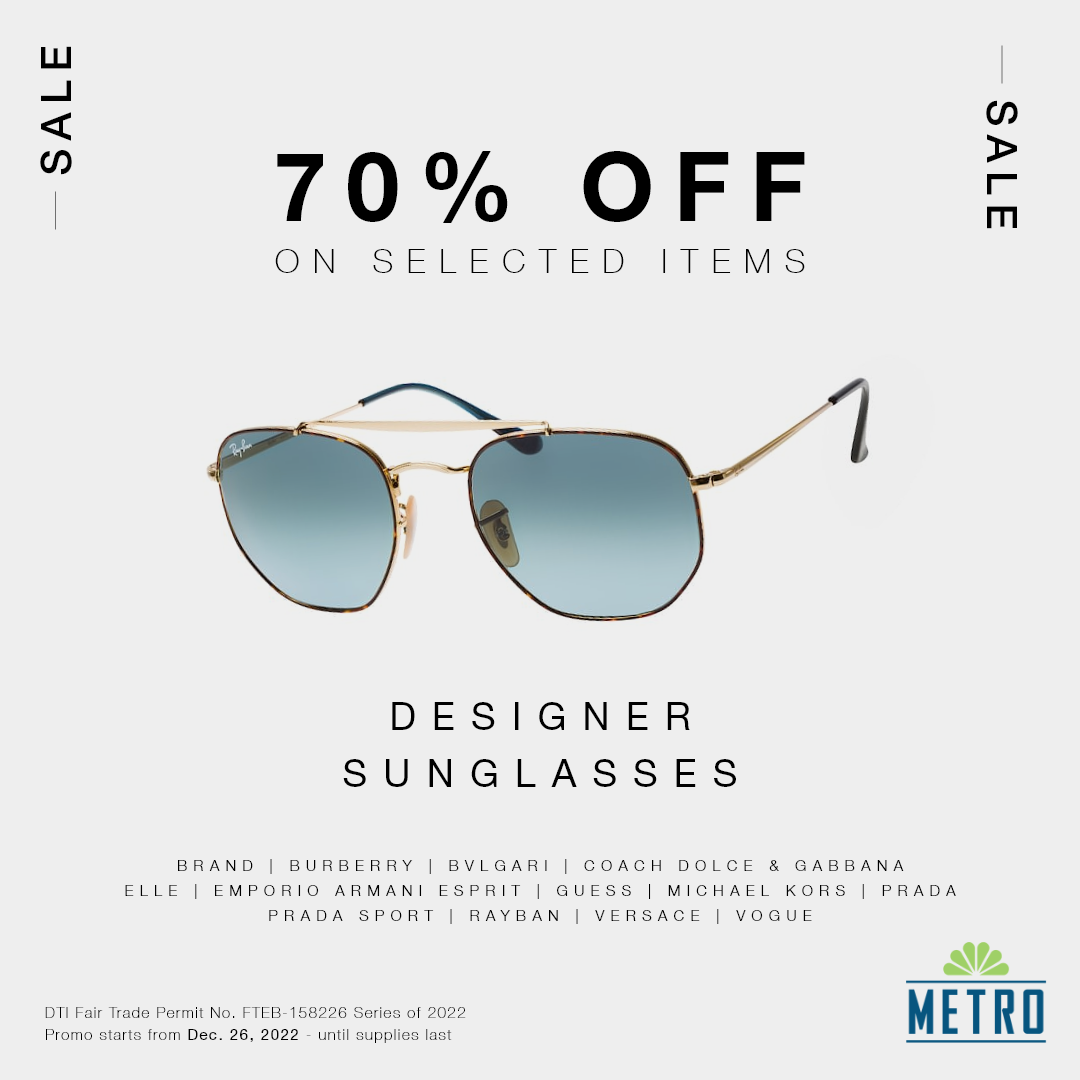 SALE
SALE
70% OFF
ON SELECTED ITEMS
Ray-Ban
DESIGNER
SUNGLASSES
BRAND | BURBERRY | BVLGARI | COACH DOLCE & GABBANA
ELLE | EMPORIO ARMANI ESPRIT | GUESS | MICHAEL KORS | PRADA
PRADA SPORT | RAYBAN | VERSACE | VOGUE
METRO
DTI Fair Trade Permit No. FTEB-158226 Series of 2022
Promo starts from Dec. 26, 2022 - until supplies last